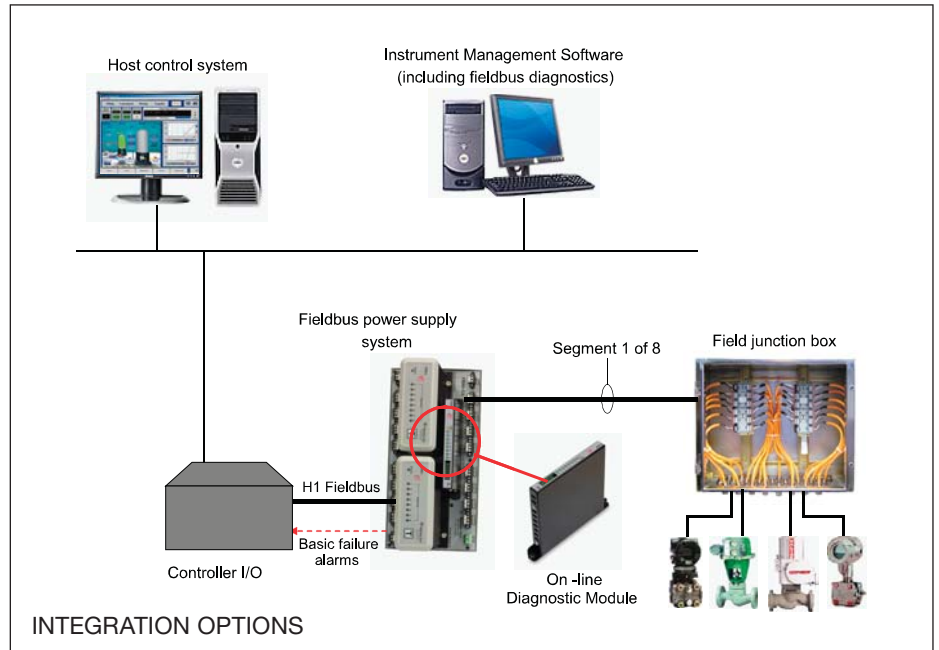 Host control system
Instrument Management Software
(including fieldbus diagnostics)
Fieldbus power supply
system
Segment 1 of 8
Field junction box
H1 Fieldbus
Basic failure
alarms
Controller I/O
On -line
Diagnostic Module
INTEGRATION OPTIONS